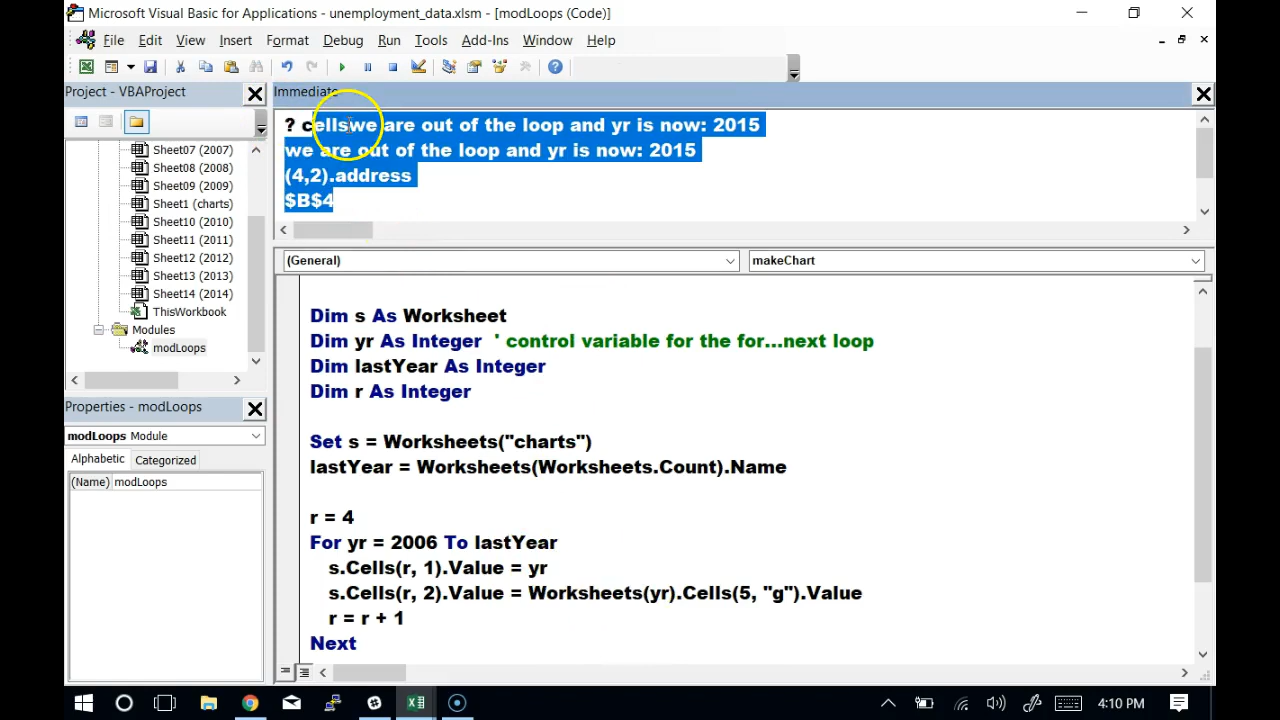 Microsoft Visual Basic for Applications - unemployment_data.xlsm - [modLoops (Code)]
File Edit View Insert Format Debug Run Tools Add-Ins Window Help
Project - VBAProject
Immediate
Sheet07 (2007)
Sheet08 (2008)
Sheet09 (2009)
Sheet1 (charts)
Sheet10 (2010)
Sheet11 (2011)
Sheet12 (2012)
Sheet13 (2013)
Sheet14 (2014)
ThisWorkbook
Modules
modLoops
? cellswe are out of the loop and yr is now: 2015
we are out of the loop and yr is now: 2015
(4,2).address
$B$4
(General)
makeChart
Properties - modLoops
modLoops Module
Alphabetic Categorized
(Name) modLoops
Dim s As Worksheet
Dim yr As Integer ' control variable for the for...next loop
Dim lastYear As Integer
Dim r As Integer
Set s = Worksheets("charts")
lastYear = Worksheets(Worksheets.Count).Name
r = 4
For yr = 2006 To lastYear
s.Cells(r, 1).Value = yr
s.Cells(r, 2).Value = Worksheets(yr).Cells(5, "g").Value
r = r + 1
Next
4:10 PM